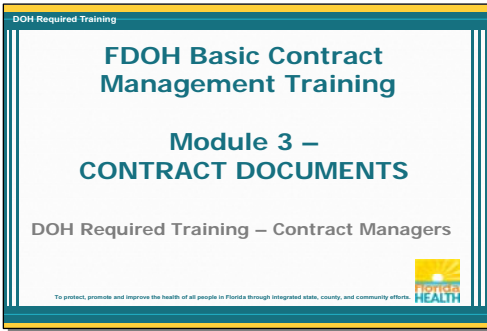 DOH Required Training
FDOH Basic Contract
Management Training
Module 3 –
CONTRACT DOCUMENTS
DOH Required Training – Contract Managers
To protect, promote and improve the health of all people in Florida through integrated state, county, and community efforts.
Florida
HEALTH